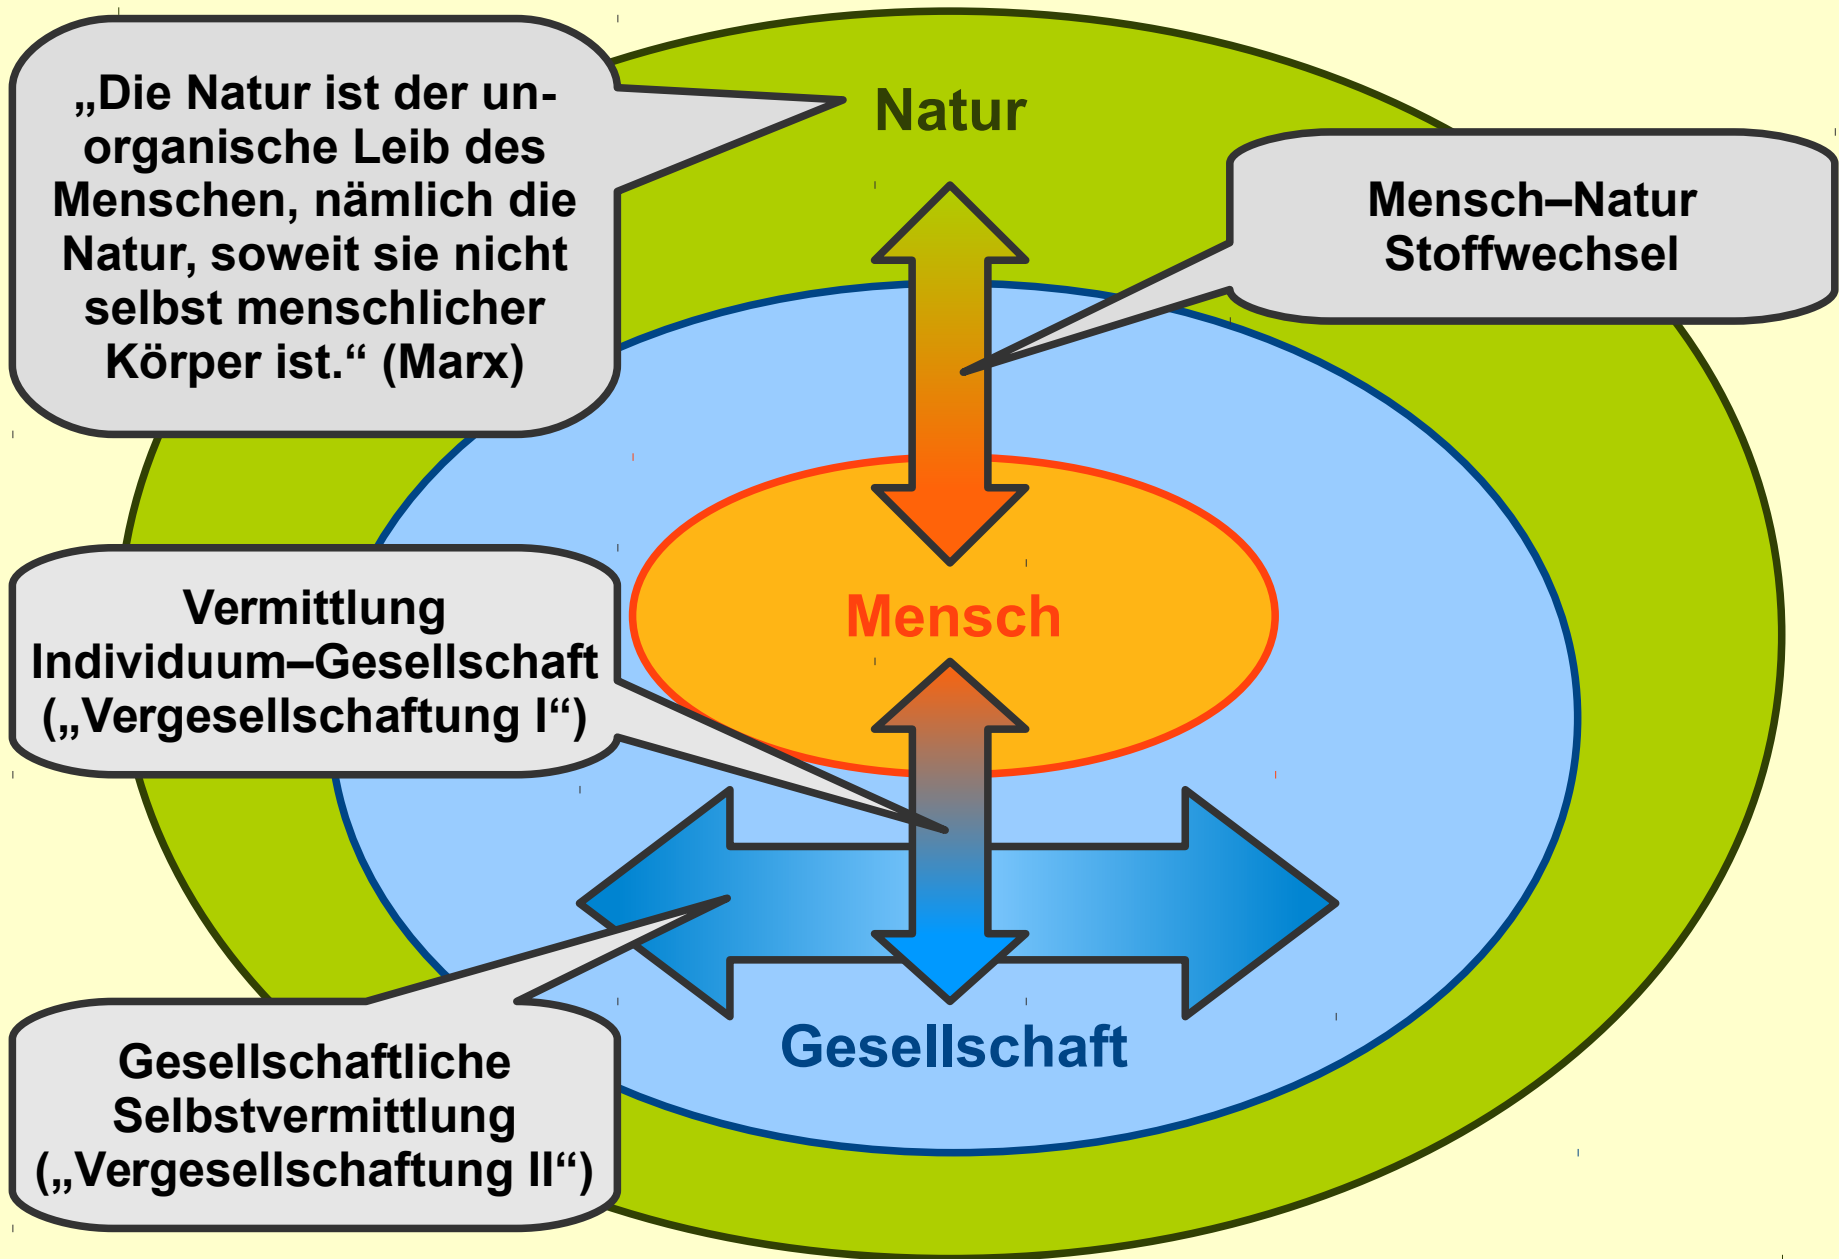 „Die Natur ist der un-
organische Leib des
Menschen, nämlich die
Natur, soweit sie nicht
selbst menschlicher
Körper ist.“ (Marx)
Natur
Mensch–Natur
Stoffwechsel
Vermittlung
Individuum–Gesellschaft
(„Vergesellschaftung I“)
Mensch
Gesellschaftliche
Selbstvermittlung
(„Vergesellschaftung II“)
Gesellschaft